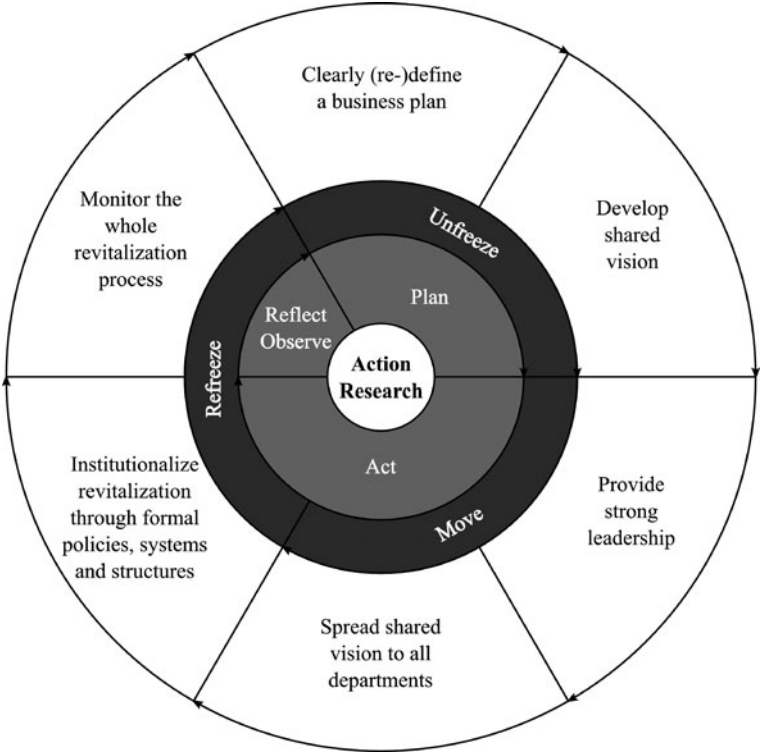 Clearly (re-)define
a business plan
Develop
shared
vision
Provide
strong
leadership
Spread shared
vision to all
departments
Institutionalize
revitalization
through formal
policies, systems
and structures
Monitor the
whole
revitalization
process
Unfreeze
Move
Refreeze
Plan
Act
Reflect
Observe
Action
Research